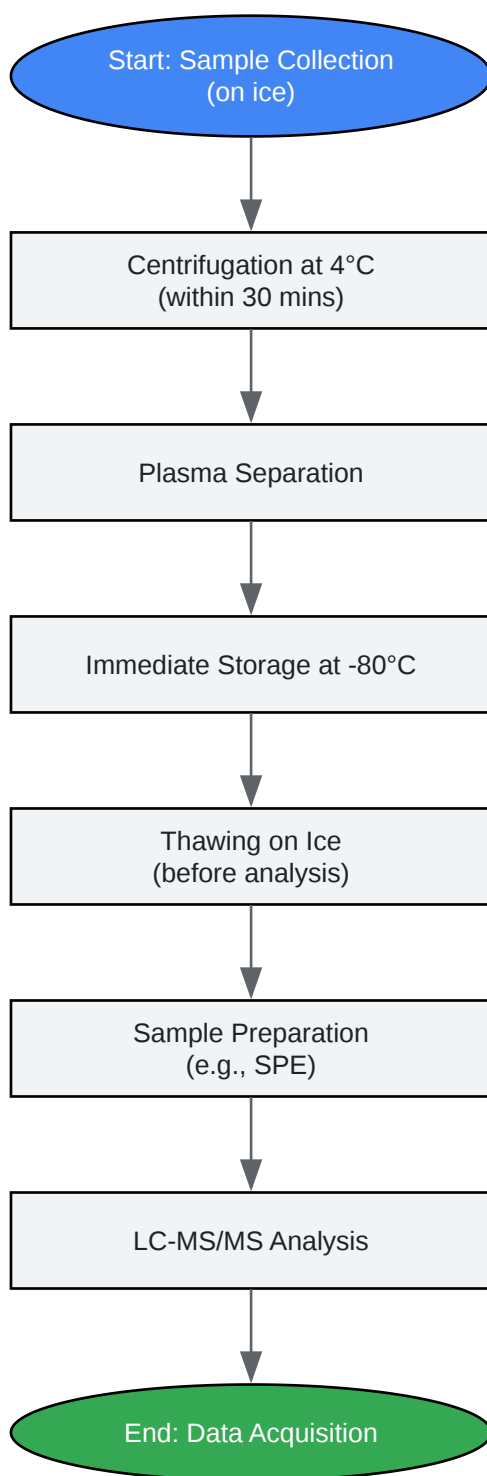 Start: Sample Collection
(on ice)
Centrifugation at 4°C
(within 30 mins)
Plasma Separation
Immediate Storage at -80°C
Thawing on Ice
(before analysis)
Sample Preparation
(e.g., SPE)
LC-MS/MS Analysis
End: Data Acquisition